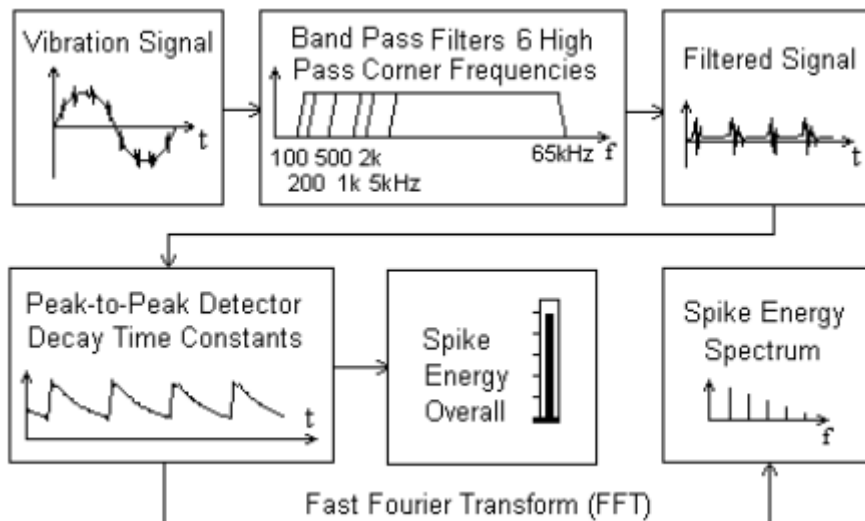 Vibration Signal
t
Band Pass Filters 6 High
Pass Corner Frequencies
f
100 500 2k 65kHz
200 1k 5kHz
Filtered Signal
t
Peak-to-Peak Detector
Decay Time Constants
t
Spike
Energy
Overall
Spike Energy
Spectrum
f
Fast Fourier Transform (FFT)